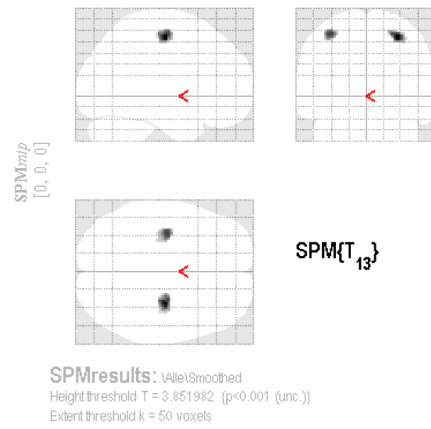 SPMmip
[0, 0, 0]
<
<
<
SPM{T13}
SPMresults: .\Alle\Smoothed
Height threshold T = 3.851982 {p<0.001 (unc.)}
Extent threshold k = 50 voxels